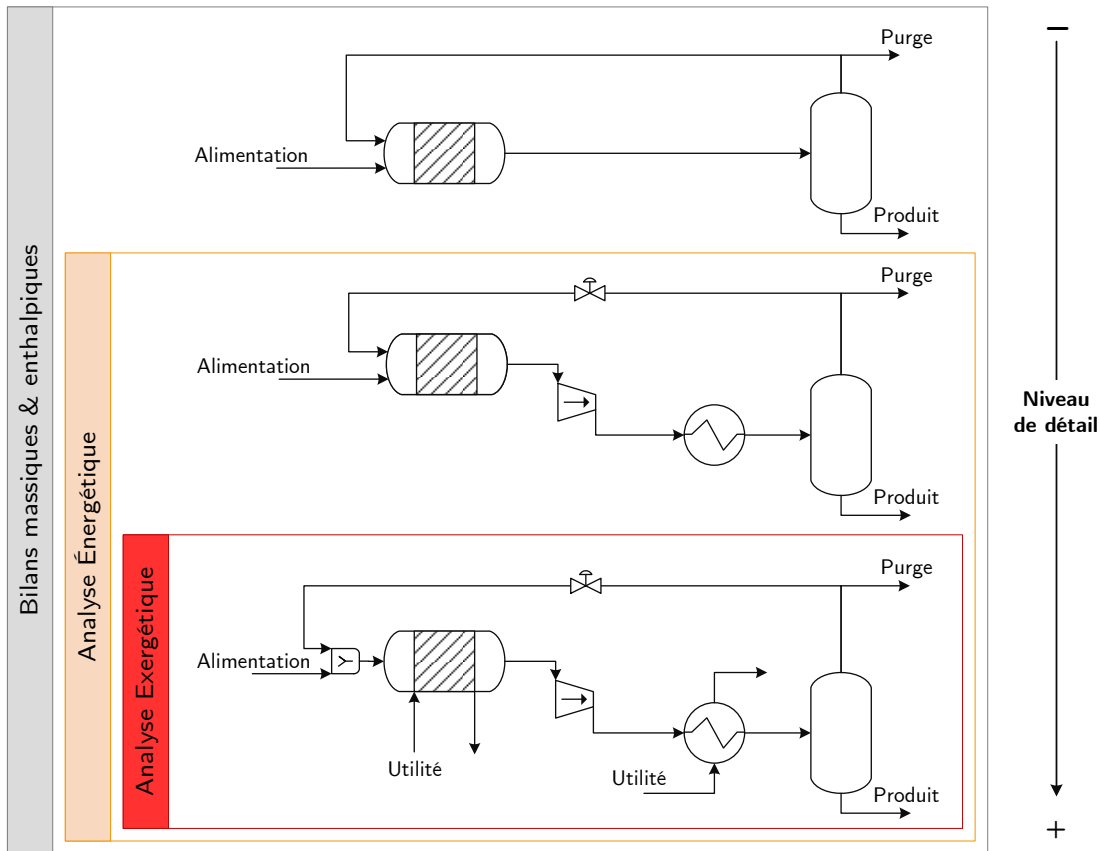 Bilans massiques & enthalpiques
Purge
Alimentation
Produit
Analyse Énergétique
Purge
Alimentation
Produit
Analyse Exergétique
Purge
Alimentation
Utilité
Utilité
Produit
−
Niveau
de détail
+